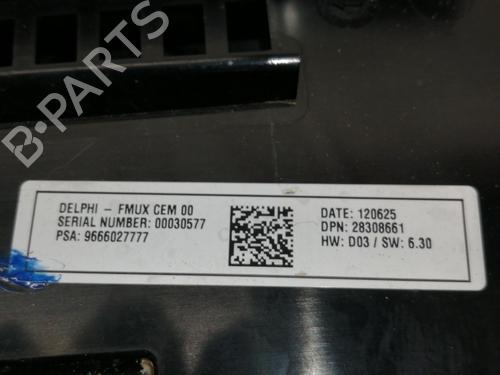 B-PARTS
DELPHI - FMUX CEM 00
SERIAL NUMBER: 00030577
PSA: 9666027777
DATE: 120625
DPN: 28308661
HW: D03 / SW: 6.30